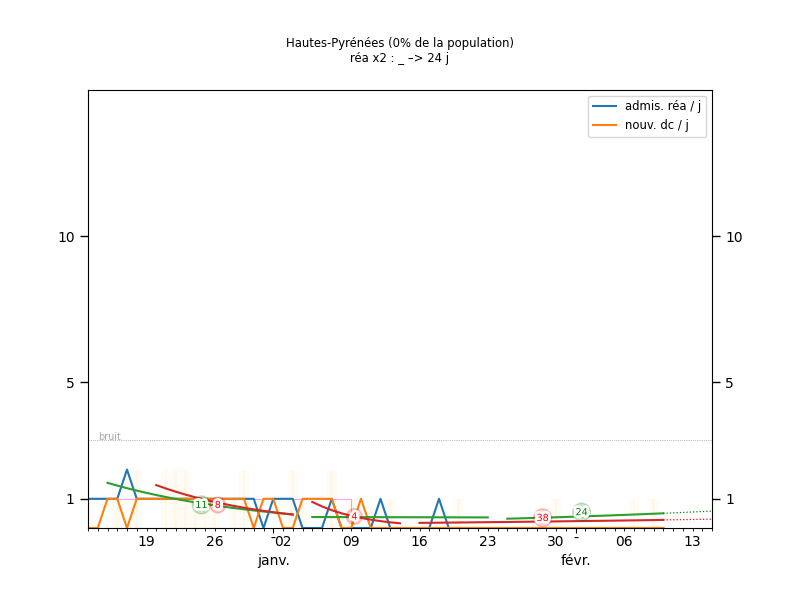 Hautes-Pyrénées (0% de la population)
réa x2 : _ –> 24 j
admis. réa / j
nouv. dc / j
10
10
5
5
bruit
1
1
11
8
4
38
24
19
26
02
09
16
23
30
06
13
janv.
févr.